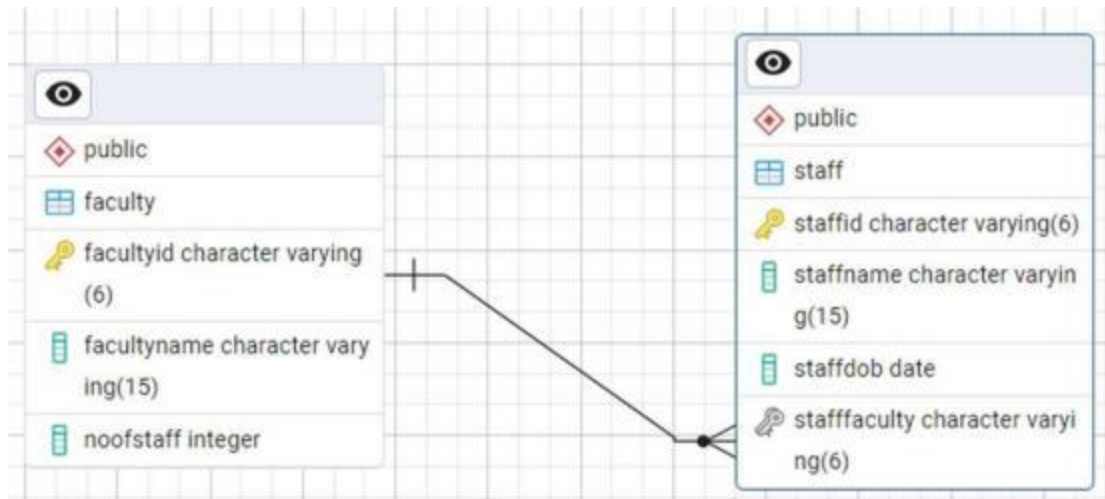 public
faculty
facultyid character varying
(6)
facultyname character vary
ing(15)
noofstaff integer
public
staff
staffid character varying(6)
staffname character varyin
g(15)
staffdob date
stafffaculty character varyi
ng(6)